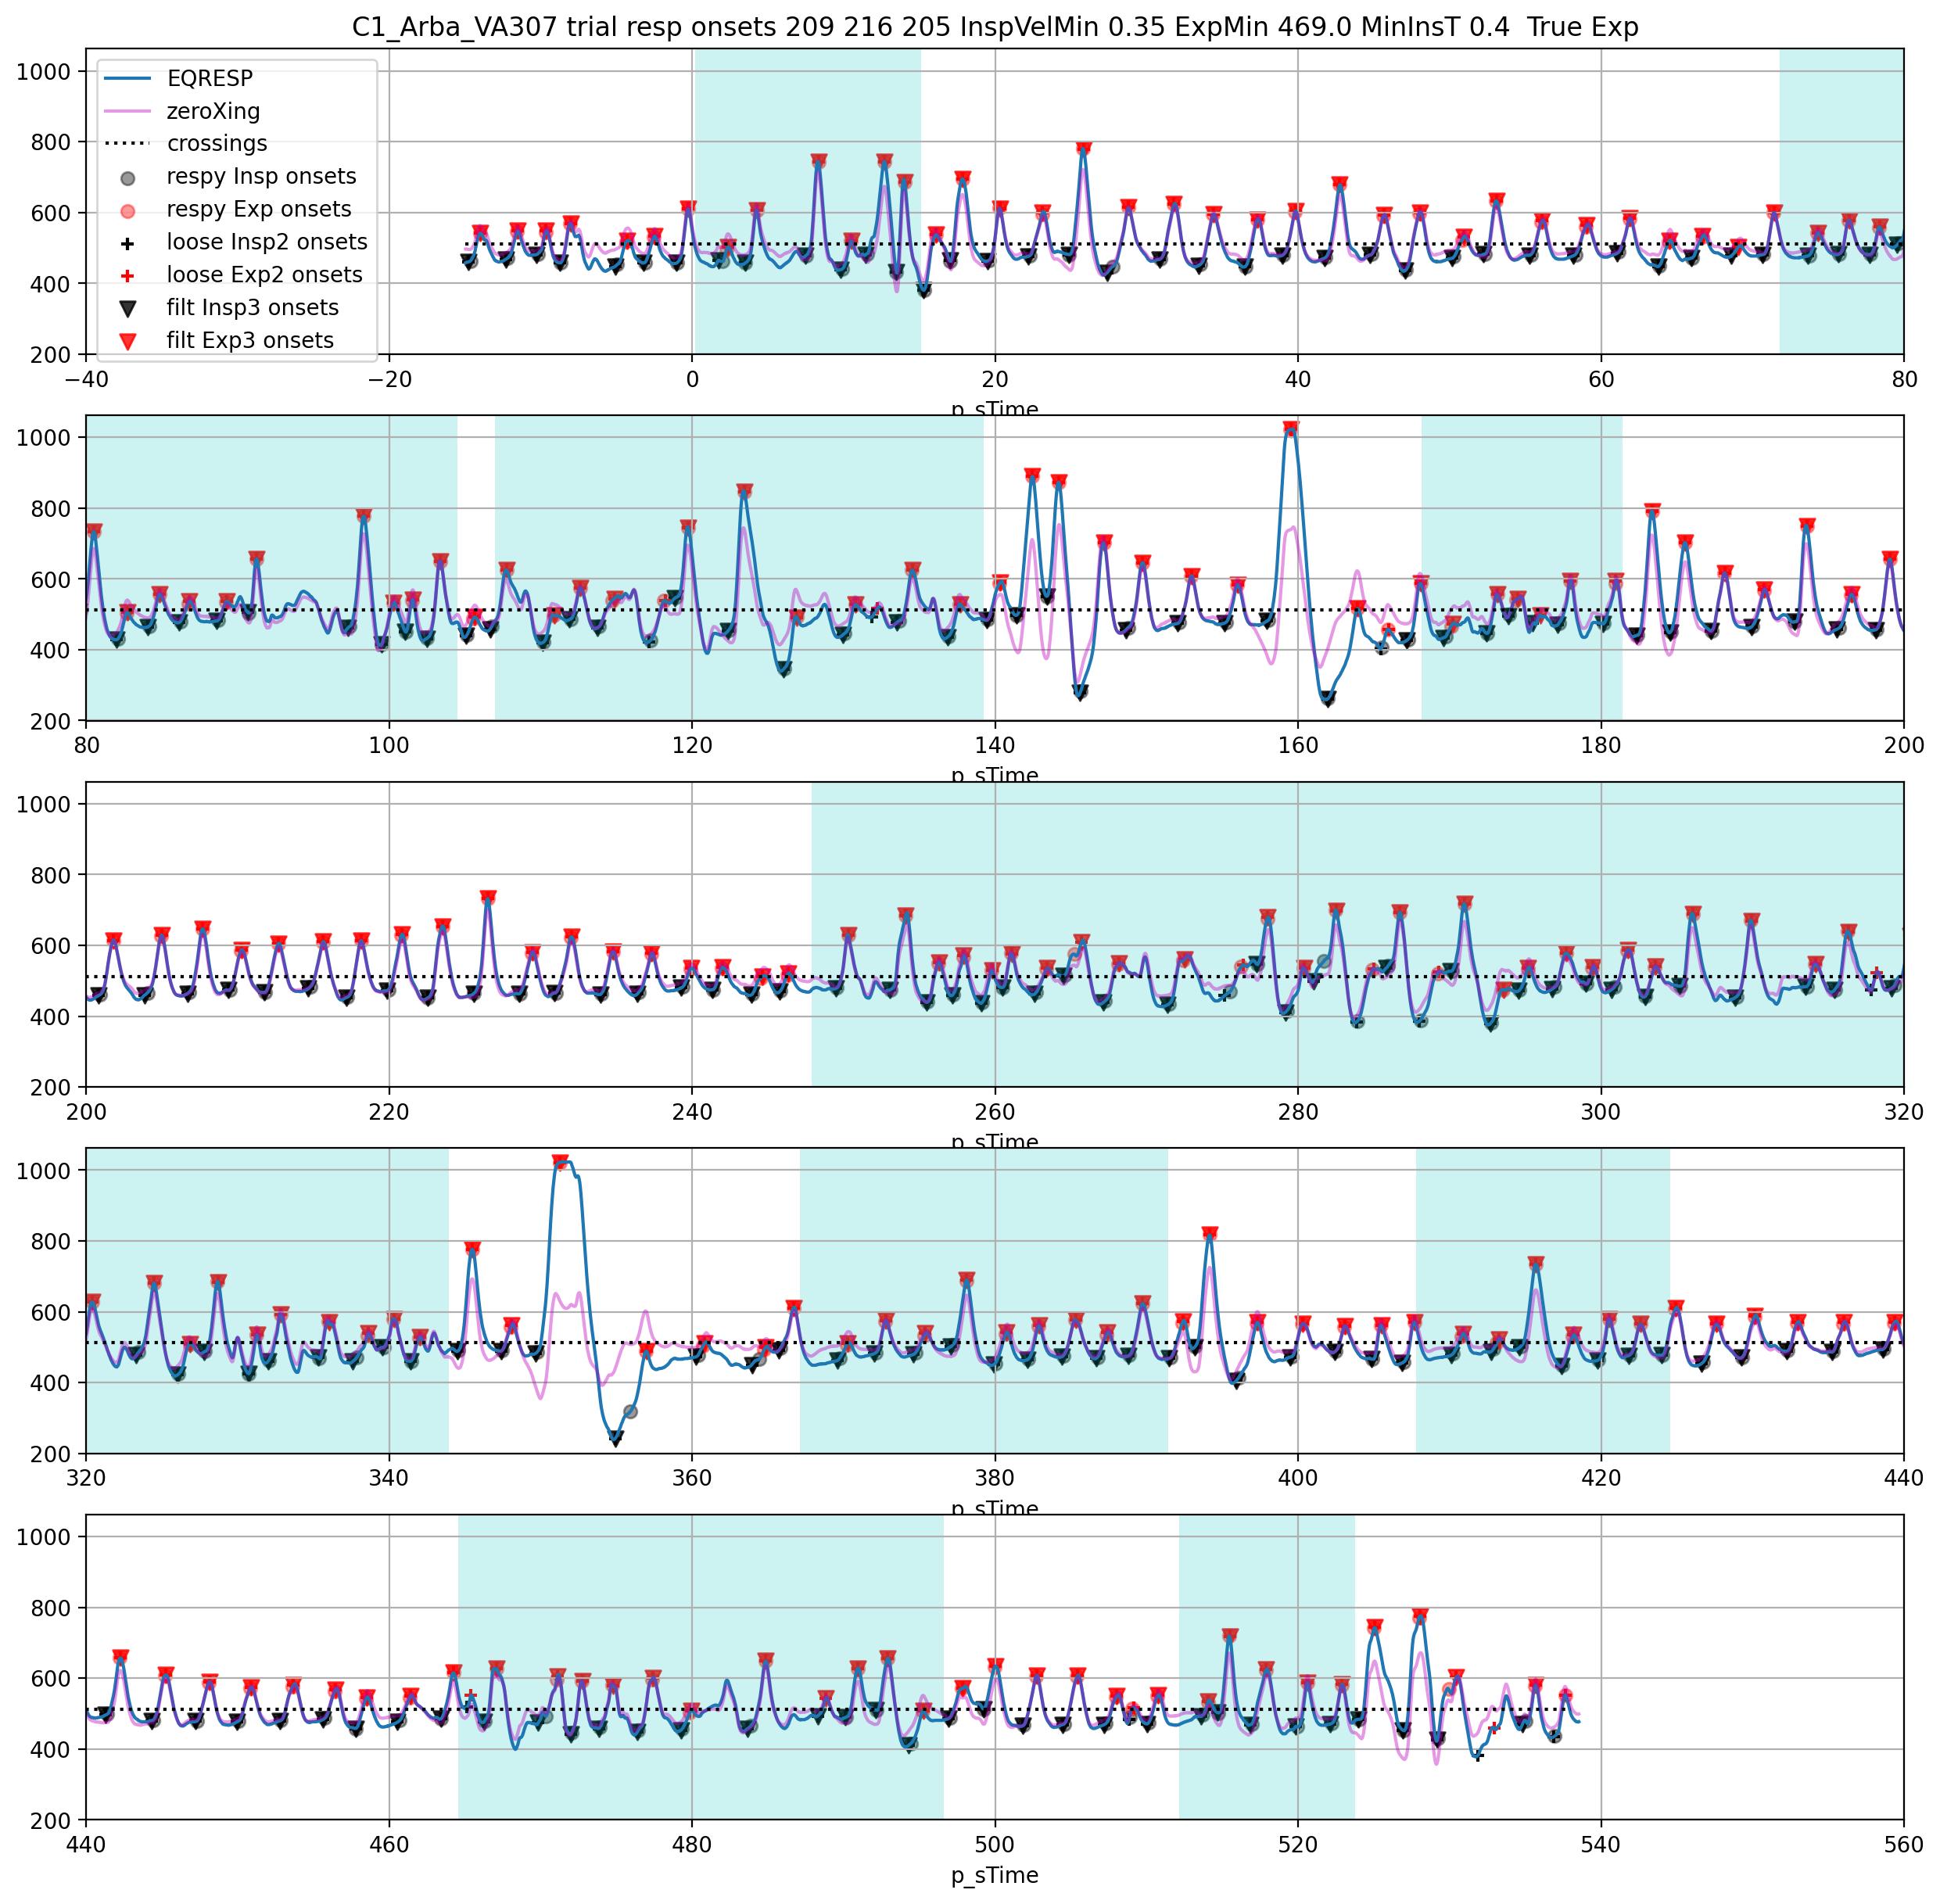 C1_Arba_VA307 trial resp onsets 209 216 205 InspVelMin 0.35 ExpMin 469.0 MinInsT 0.4  True Exp
EQRESP
zeroXing
crossings
respy Insp onsets
respy Exp onsets
loose Insp2 onsets
loose Exp2 onsets
filt Insp3 onsets
filt Exp3 onsets
1000
800
600
400
200
−40 −20 0 20 40 60 80
p_sTime
1000
800
600
400
200
80 100 120 140 160 180 200
p_sTime
1000
800
600
400
200
200 220 240 260 280 300 320
p_sTime
1000
800
600
400
200
320 340 360 380 400 420 440
p_sTime
1000
800
600
400
200
440 460 480 500 520 540 560
p_sTime